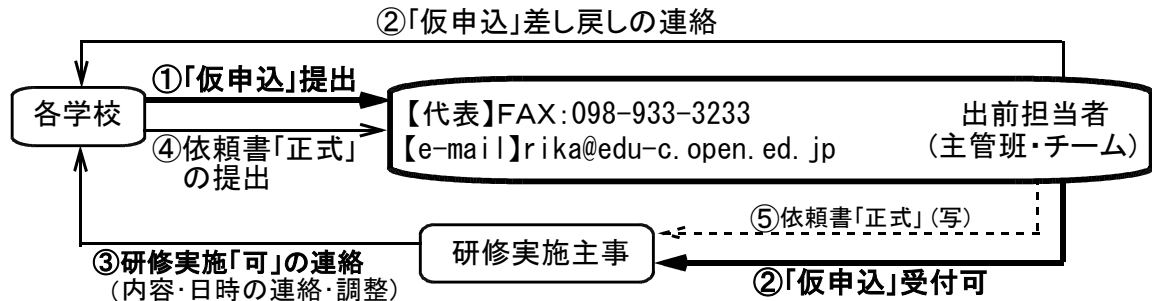 ②「仮申込」差し戻しの連絡
①「仮申込」提出
各学校
【代表】FAX:098-933-3233
出前担当者
【e-mail】rika@edu-c.open.ed.jp
(主管班・チーム)
④依頼書「正式」
の提出
⑤依頼書「正式」(写)
研修実施主事
③研修実施「可」の連絡
(内容・日時の連絡・調整)
②「仮申込」受付可